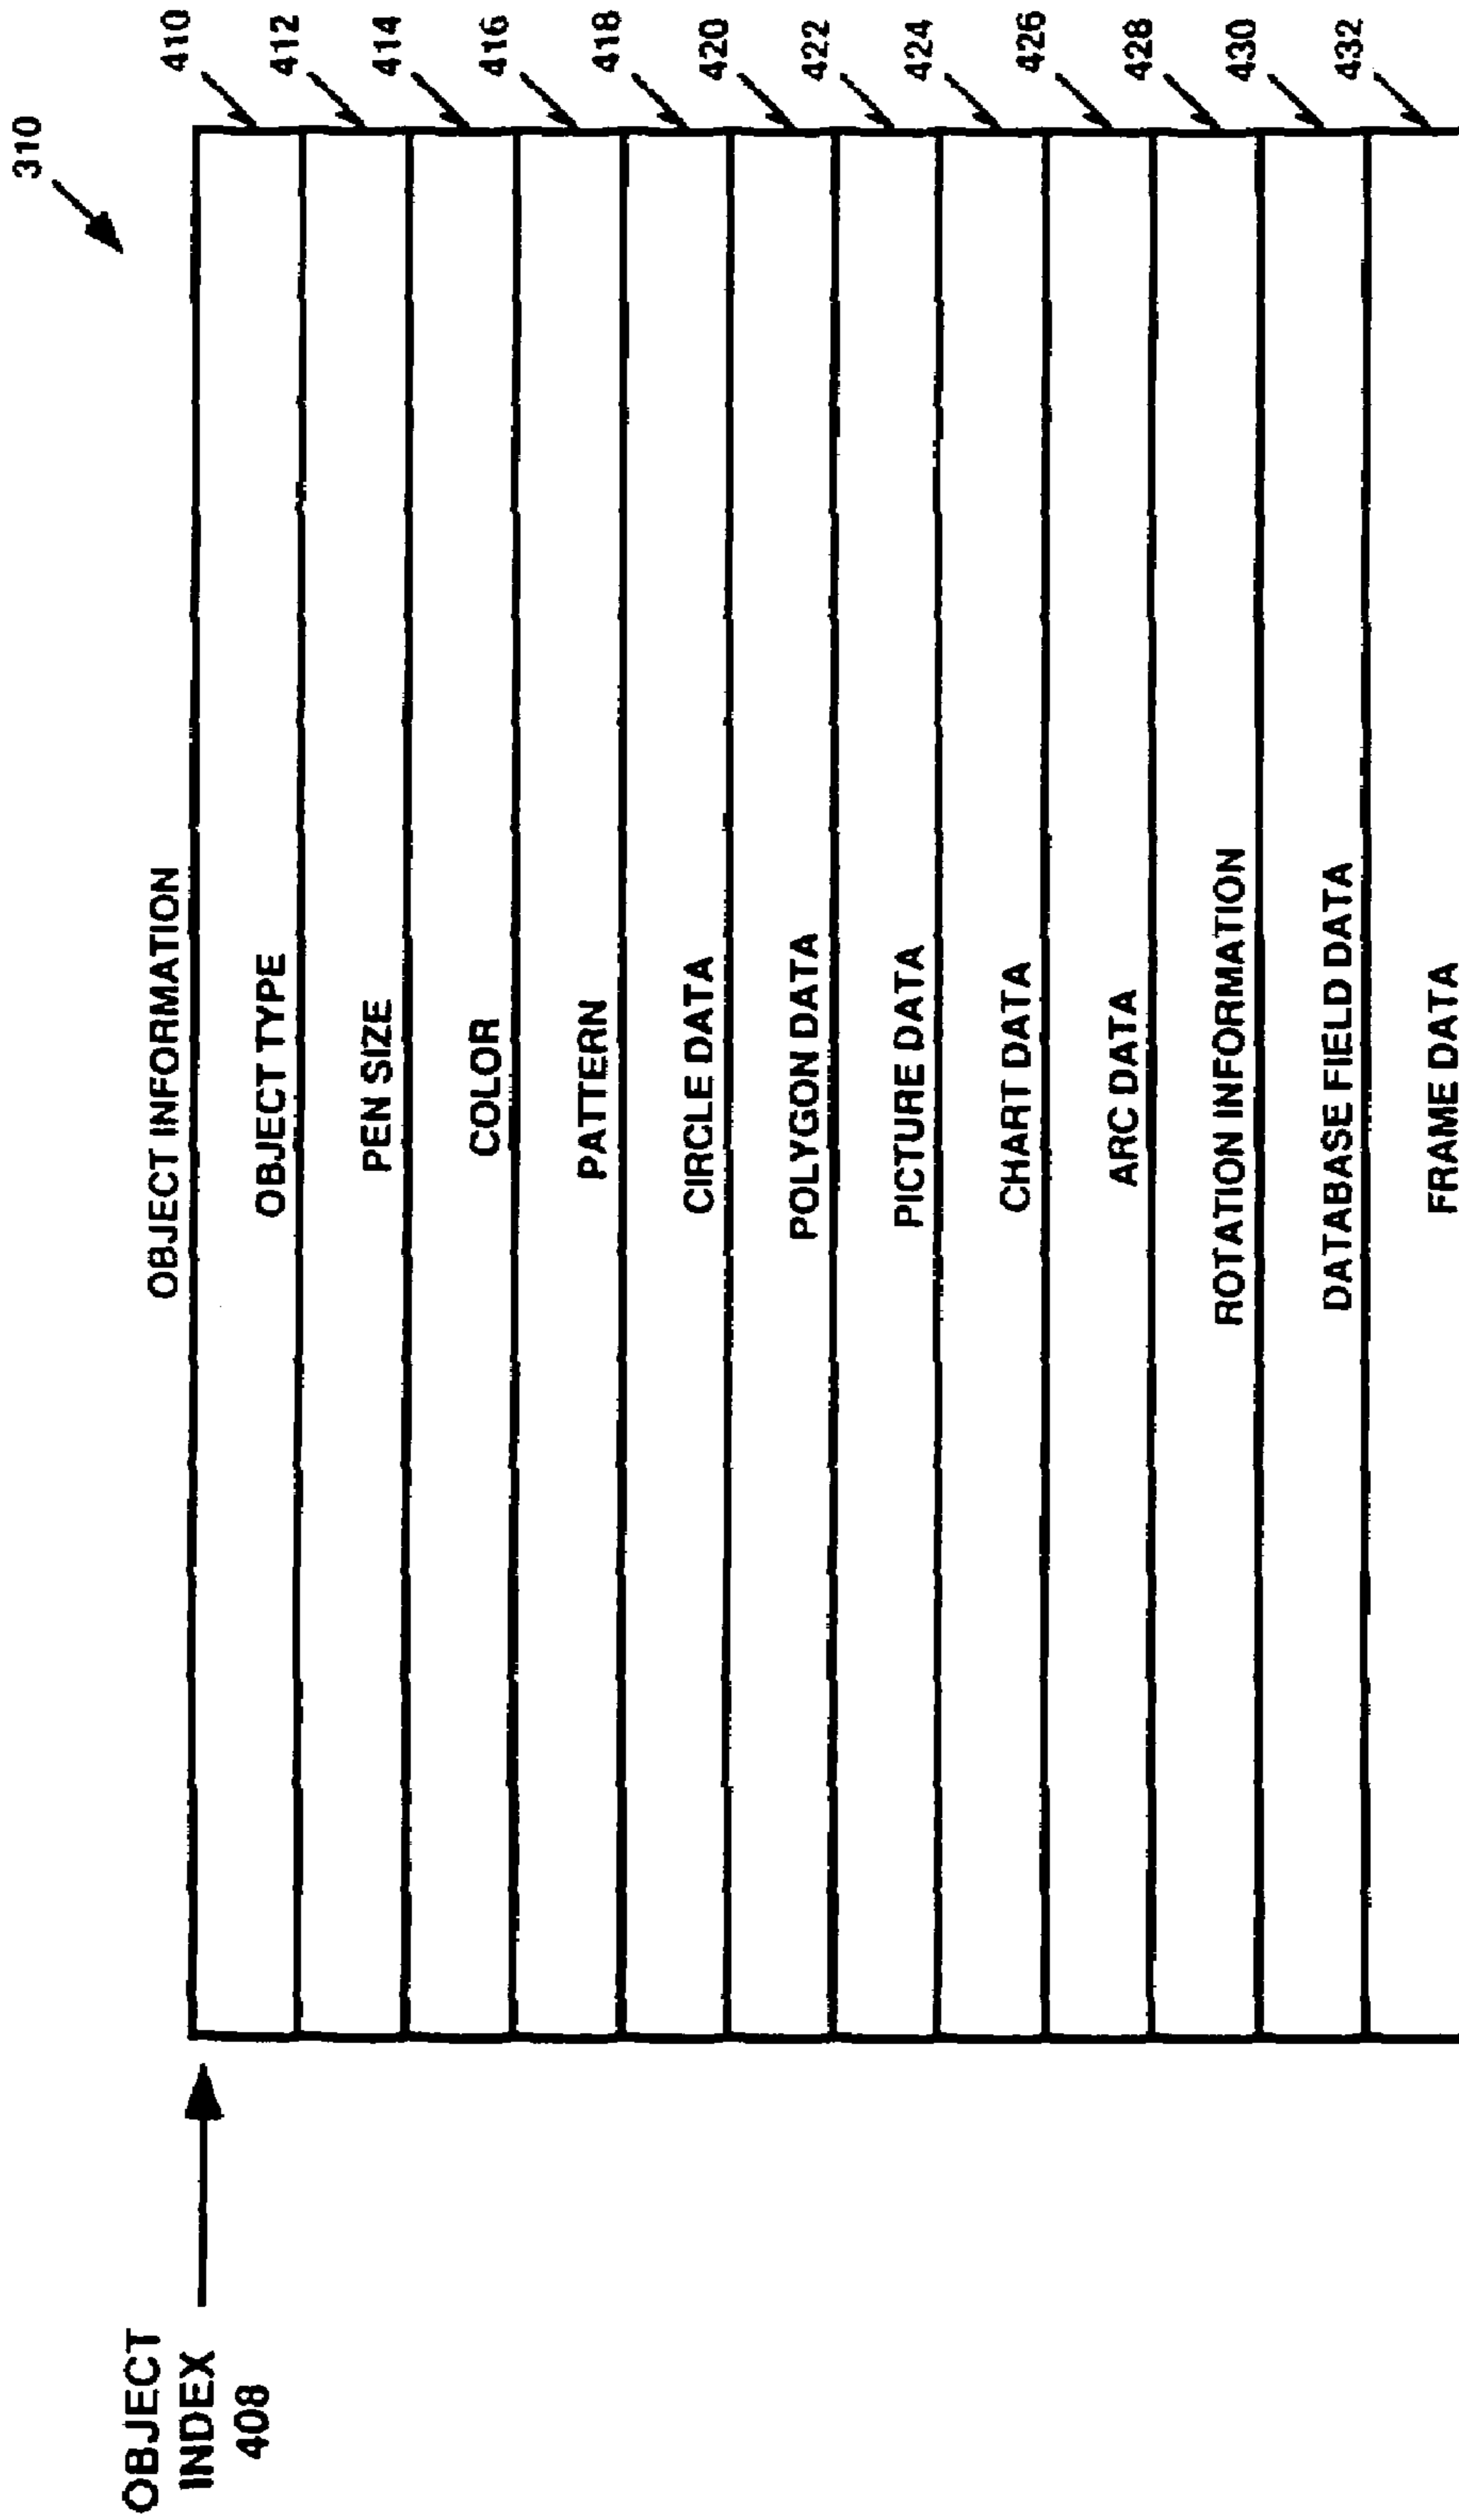 310
OBJECT
INDEX
408
OBJECT INFORMATION
410
OBJECT TYPE
412
PEN SIZE
414
COLOR
416
PATTERN
418
CIRCLE DATA
420
POLYGON DATA
422
PICTURE DATA
424
CHART DATA
426
ARC DATA
428
ROTATION INFORMATION
430
DATABASE FIELD DATA
432
FRAME DATA